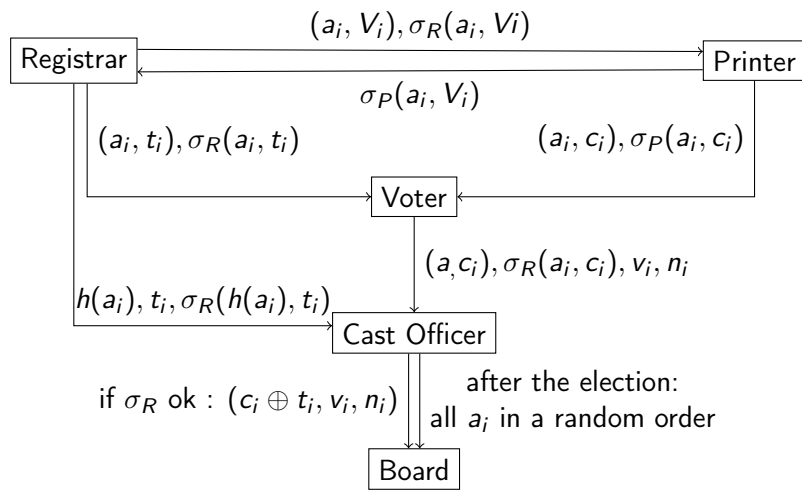 (a_i, V_i), σ_R(a_i, Vi)
Registrar
Printer
σ_P(a_i, V_i)
(a_i, t_i), σ_R(a_i, t_i)
(a_i, c_i), σ_P(a_i, c_i)
Voter
(a,c_i), σ_R(a_i, c_i), v_i, n_i
h(a_i), t_i, σ_R(h(a_i), t_i)
Cast Officer
if σ_R ok : (c_i ⊕ t_i, v_i, n_i)
after the election:
all a_i in a random order
Board